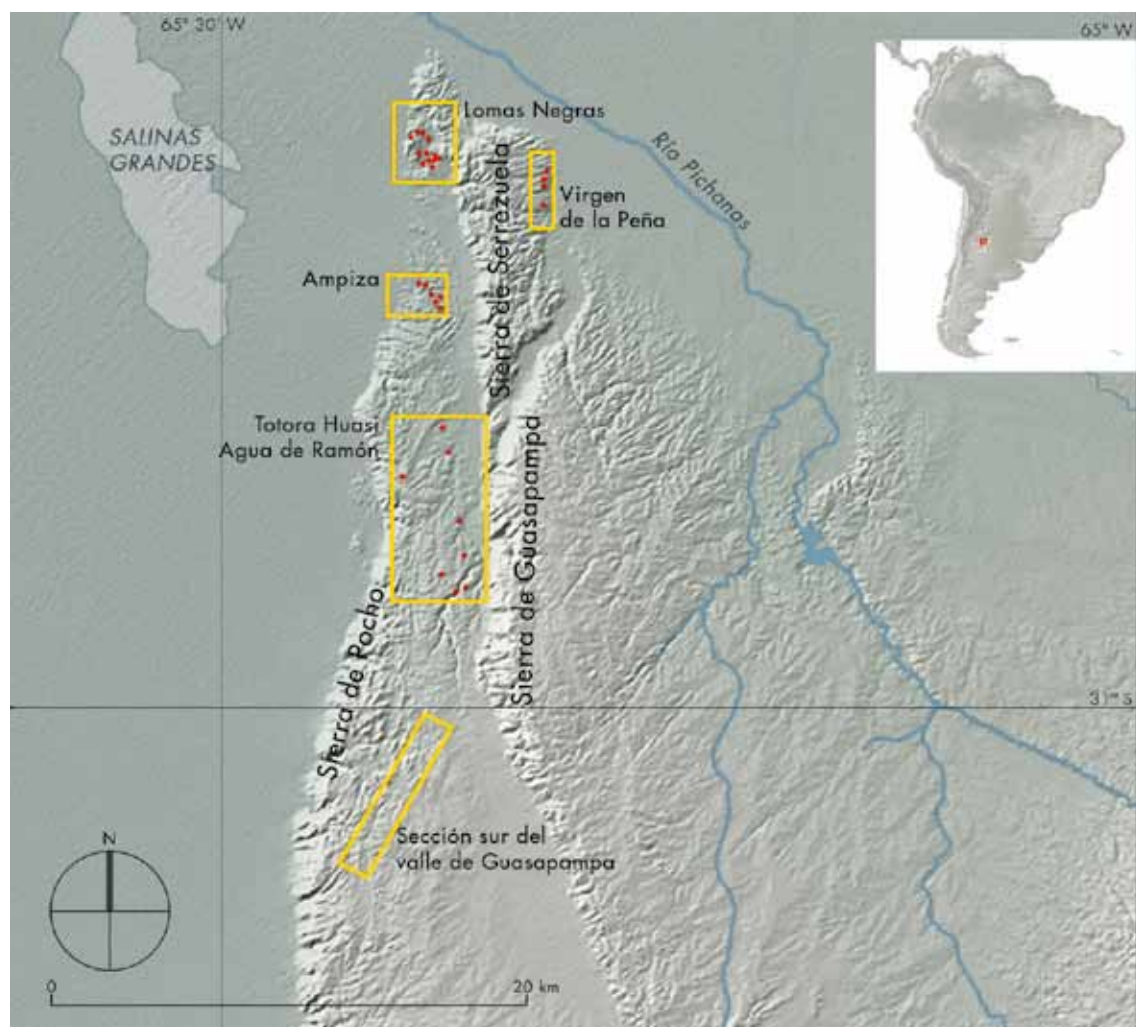 65° 30' W
65° W
Lomas Negras
SALINAS
GRANDES
Río Pichanas
Sierra de Serrezuela
Virgen
de la Peña
Ampiza
Totora Huasi
Agua de Ramón
Sierra de Guasapampa
Sierra de Pocho
31° S
Sección sur del
valle de Guasapampa
N
0
20 km